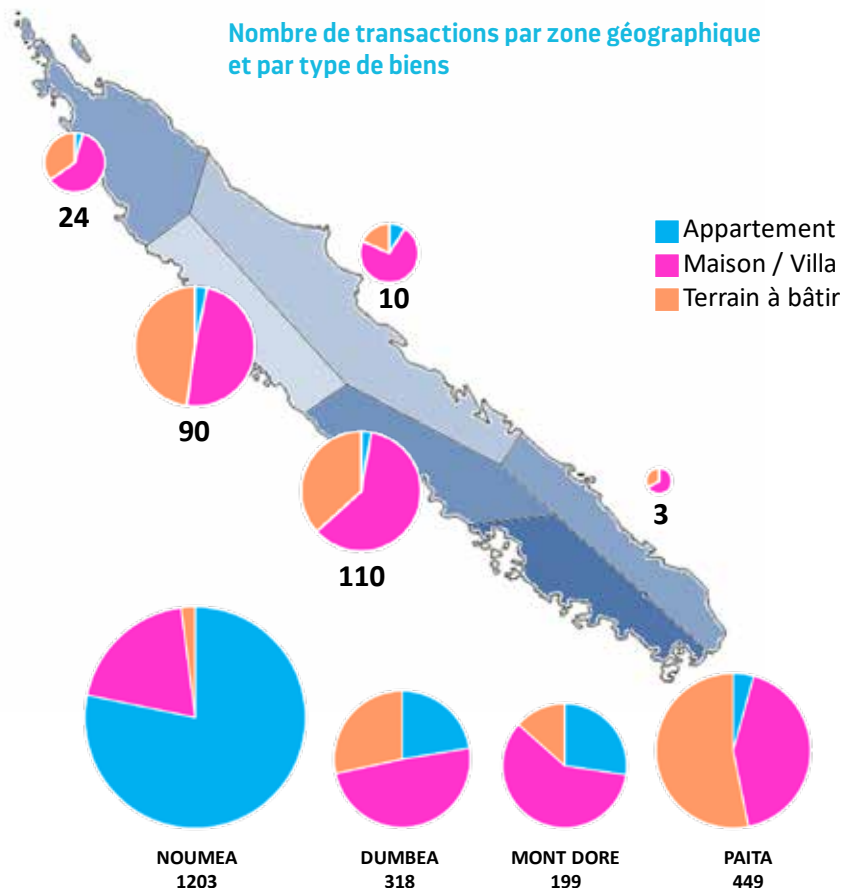 Nombre de transactions par zone géographique
et par type de biens
24
10
Appartement
Maison / Villa
Terrain à bâtir
90
3
110
NOUMEA
1203
DUMBEA
318
MONT DORE
199
PAITA
449